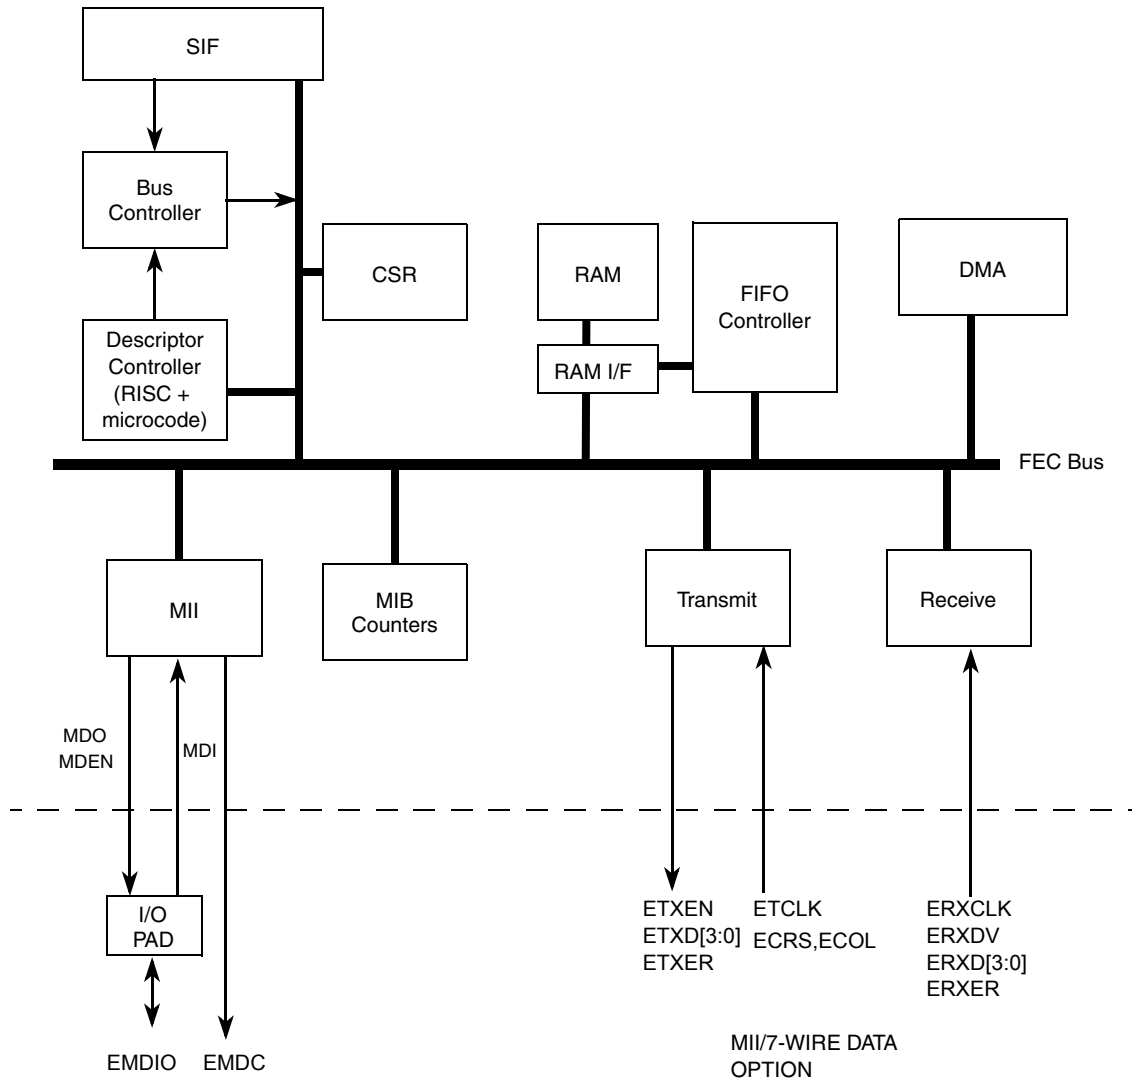 SIF
Bus
Controller
CSR
RAM
FIFO
Controller
DMA
Descriptor
Controller
(RISC +
microcode)
RAM I/F
FEC Bus
MII
MIB
Counters
Transmit
Receive
MDO
MDEN
MDI
I/O
PAD
ETXEN
ETXD[3:0]
ETXER
ETCLK
ECRS,ECOL
ERXCLK
ERXDV
ERXD[3:0]
ERXER
EMDIO
EMDC
MII/7-WIRE DATA
OPTION